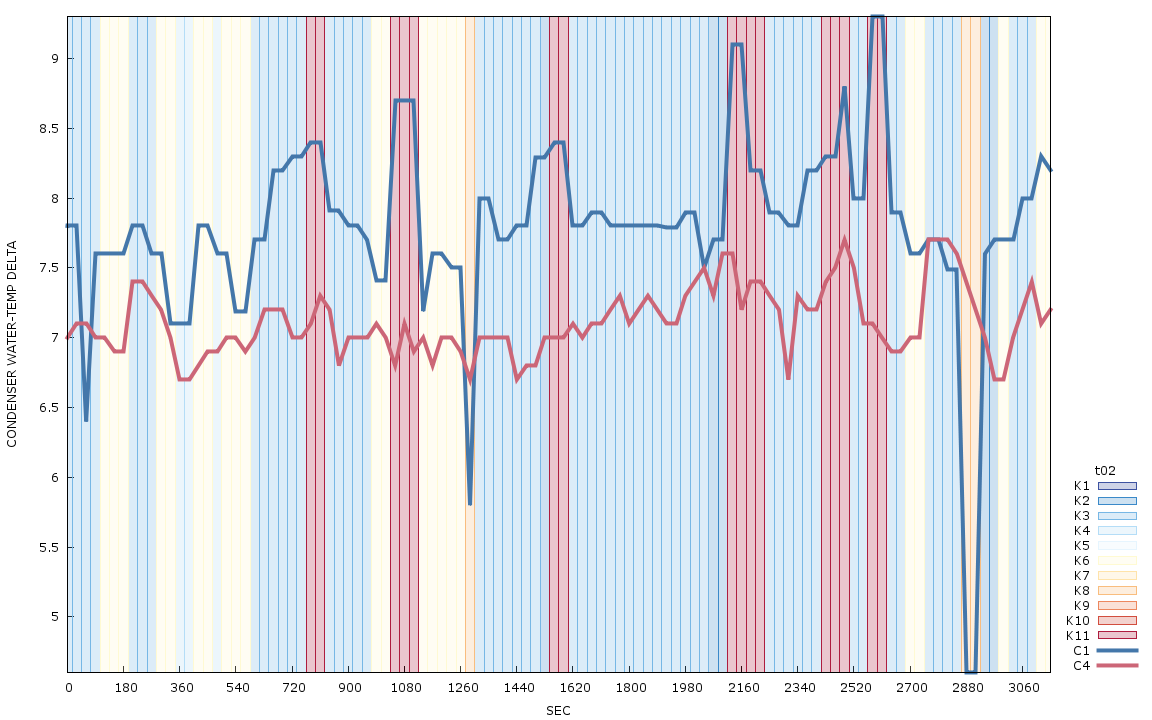 9
8.5
8
7.5
7
6.5
6
5.5
5
CONDENSER WATER-TEMP DELTA
0 180 360 540 720 900 1080 1260 1440 1620 1800 1980 2160 2340 2520 2700 2880 3060
SEC
t02
K1
K2
K3
K4
K5
K6
K7
K8
K9
K10
K11
C1
C4